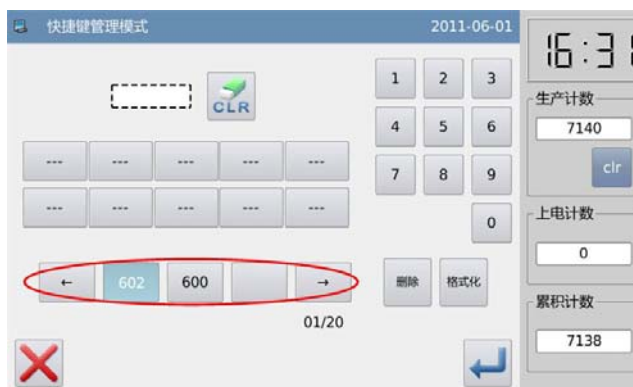 快捷键管理模式
2011-06-01
CLR
1 2 3
4 5 6
7 8 9
0
--- --- --- --- ---
--- --- --- --- ---
← 602 600 →
01/20
删除 格式化
生产计数
7140
clr
上电计数
0
累积计数
7138